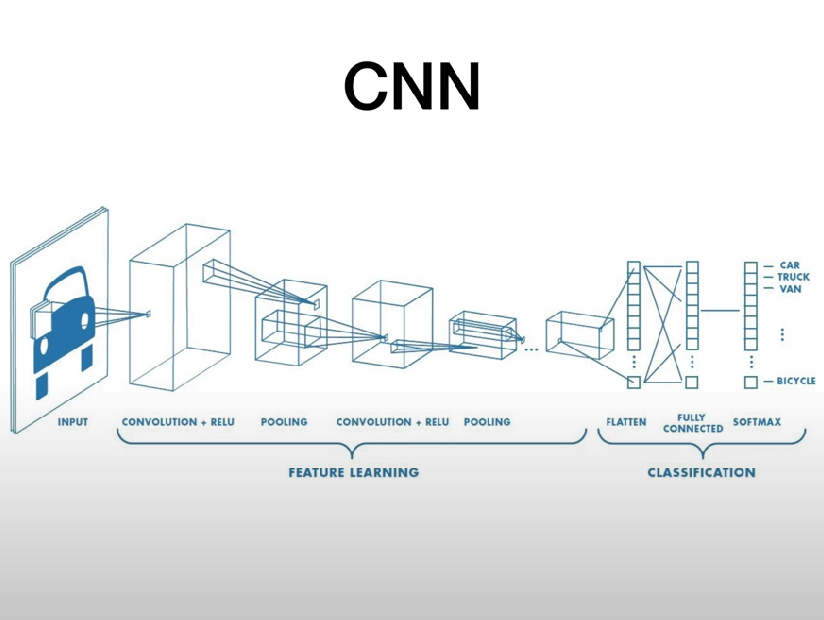 CNN
CAR
TRUCK
VAN
BICYCLE
INPUT
CONVOLUTION + RELU
POOLING
CONVOLUTION + RELU
POOLING
FLATTEN
FULLY
CONNECTED
SOFTMAX
FEATURE LEARNING
CLASSIFICATION